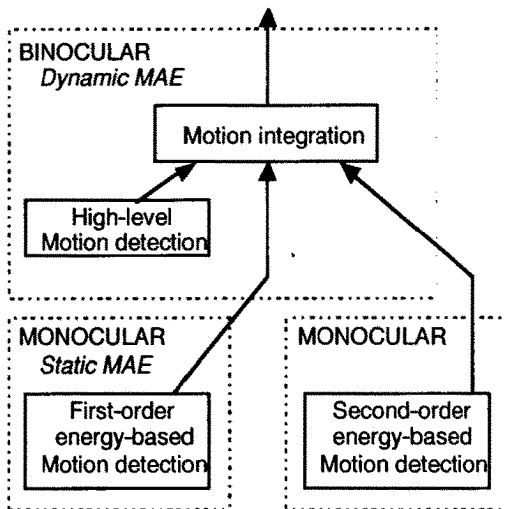 BINOCULAR
Dynamic MAE
Motion integration
High-level
Motion detection
MONOCULAR
Static MAE
First-order
energy-based
Motion detection
MONOCULAR
Second-order
energy-based
Motion detection